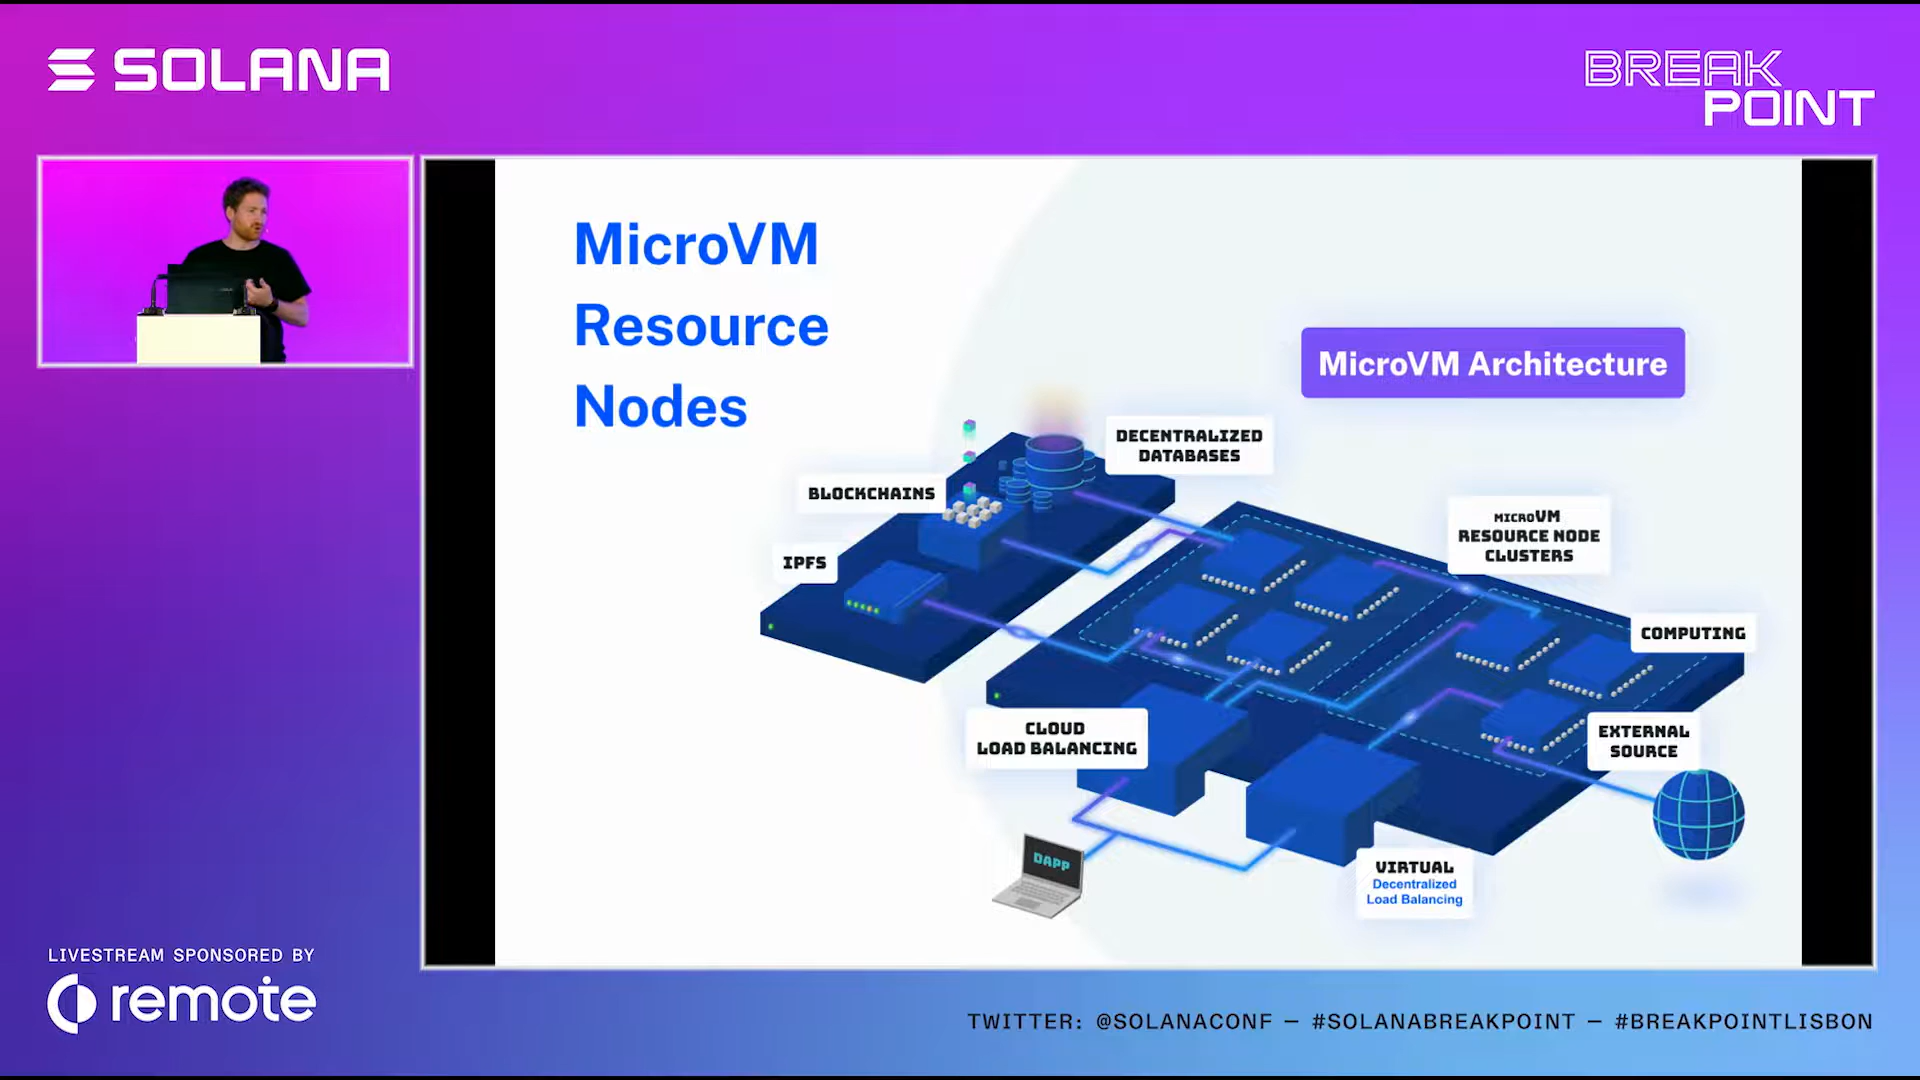 SOLANA
BREAK
POINT
MicroVM
Resource
Nodes
MicroVM Architecture
DECENTRALIZED
DATABASES
BLOCKCHAINS
MICROVM
RESOURCE NODE
CLUSTERS
IPFS
COMPUTING
CLOUD
LOAD BALANCING
EXTERNAL
SOURCE
DAPP
VIRTUAL
Decentralized
Load Balancing
LIVESTREAM SPONSORED BY
remote
TWITTER: @SOLANACONF – #SOLANABREAKPOINT – #BREAKPOINTLISBON